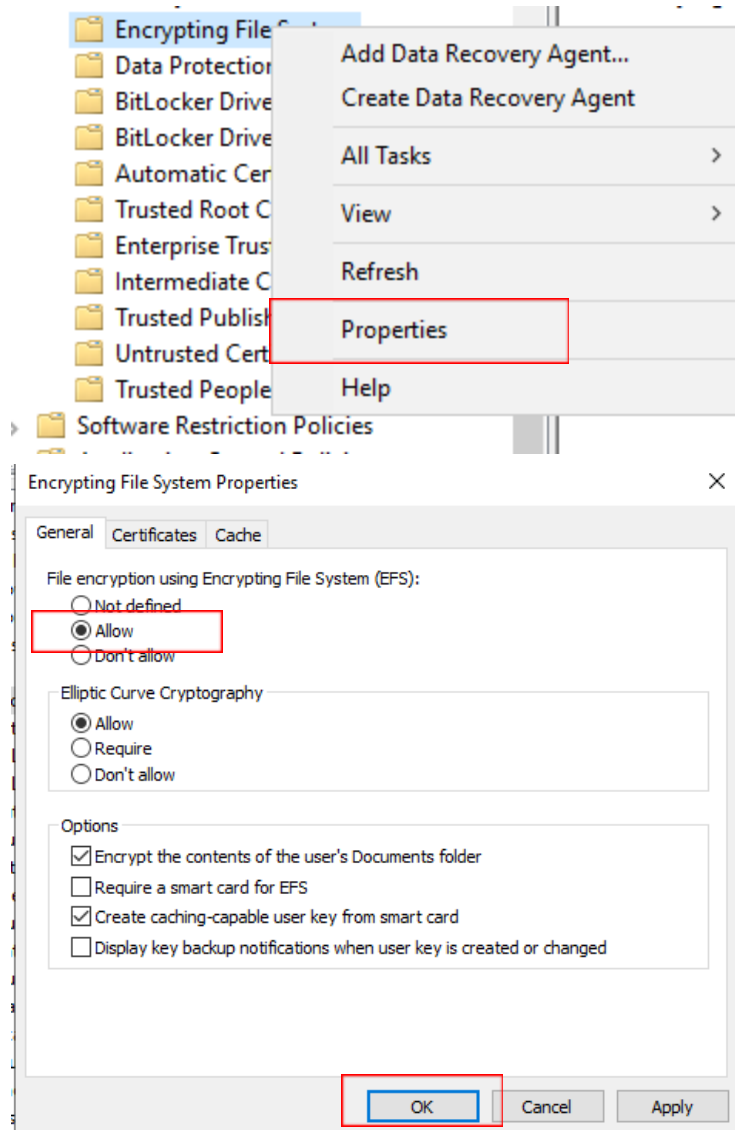 Encrypting File
Data Protection
BitLocker Drive
BitLocker Drive
Automatic Cer
Trusted Root C
Enterprise Trus
Intermediate C
Trusted Publish
Untrusted Cert
Trusted People
Software Restriction Policies
Add Data Recovery Agent...
Create Data Recovery Agent
All Tasks
View
Refresh
Properties
Help
Encrypting File System Properties
General Certificates Cache
File encryption using Encrypting File System (EFS):
Not defined
Allow
Don't allow
Elliptic Curve Cryptography
Allow
Require
Don't allow
Options
Encrypt the contents of the user's Documents folder
Require a smart card for EFS
Create caching-capable user key from smart card
Display key backup notifications when user key is created or changed
OK Cancel Apply